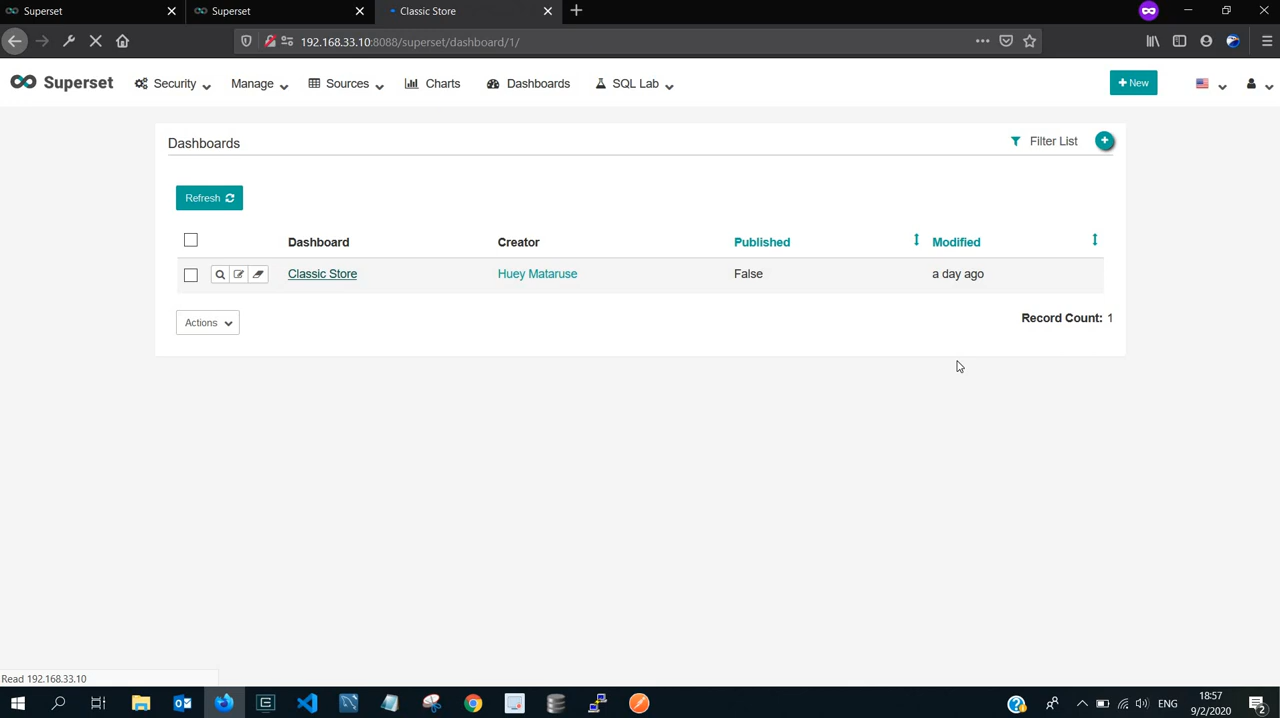 Superset
Superset
Classic Store
192.168.33.10:8088/superset/dashboard/1/
Superset
Security
Manage
Sources
Charts
Dashboards
SQL Lab
+ New
Dashboards
Filter List
Refresh
Dashboard
Creator
Published
Modified
Classic Store
Huey Mataruse
False
a day ago
Actions
Record Count: 1
Read 192.168.33.10
ENG
18:57
9/2/2020
2